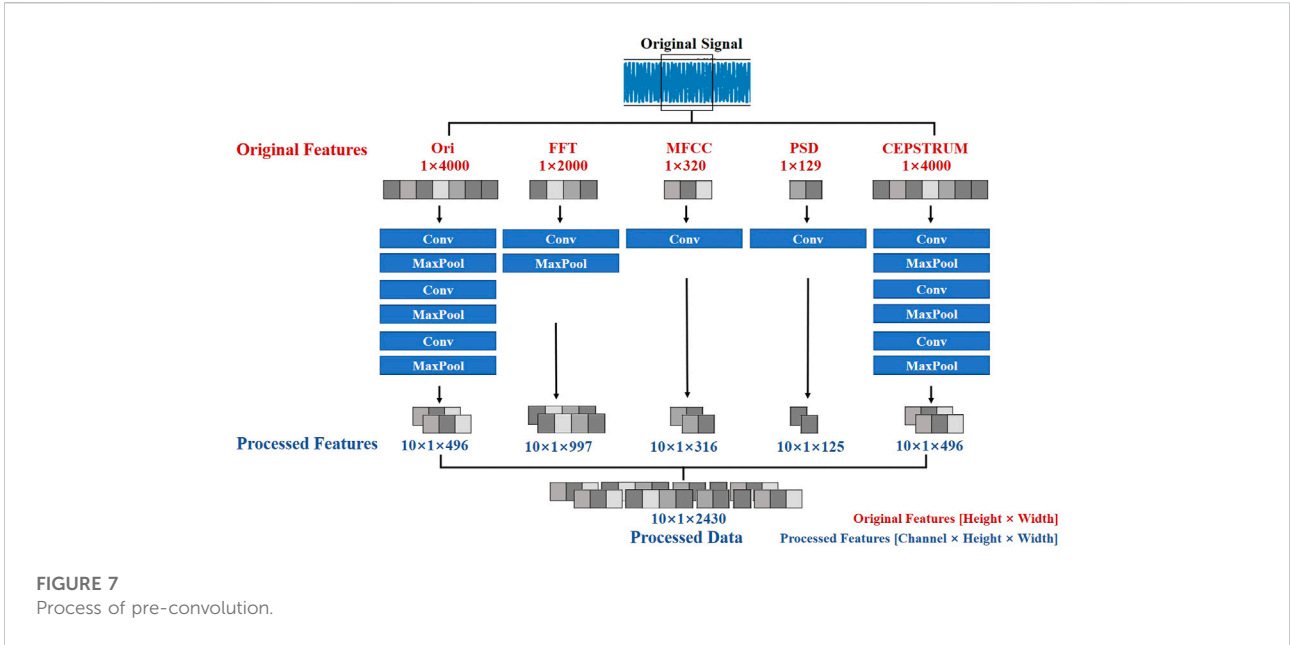 Original Signal
Original Features
Ori FFT MFCC PSD CEPSTRUM
1×4000 1×2000 1×320 1×129 1×4000
Conv Conv Conv Conv Conv
MaxPool MaxPool MaxPool
Conv Conv
MaxPool MaxPool
Conv Conv
MaxPool MaxPool
Processed Features 10×1×496 10×1×997 10×1×316 10×1×125 10×1×496
10×1×2430 Original Features [Height × Width]
Processed Data Processed Features [Channel × Height × Width]
FIGURE 7
Process of pre-convolution.